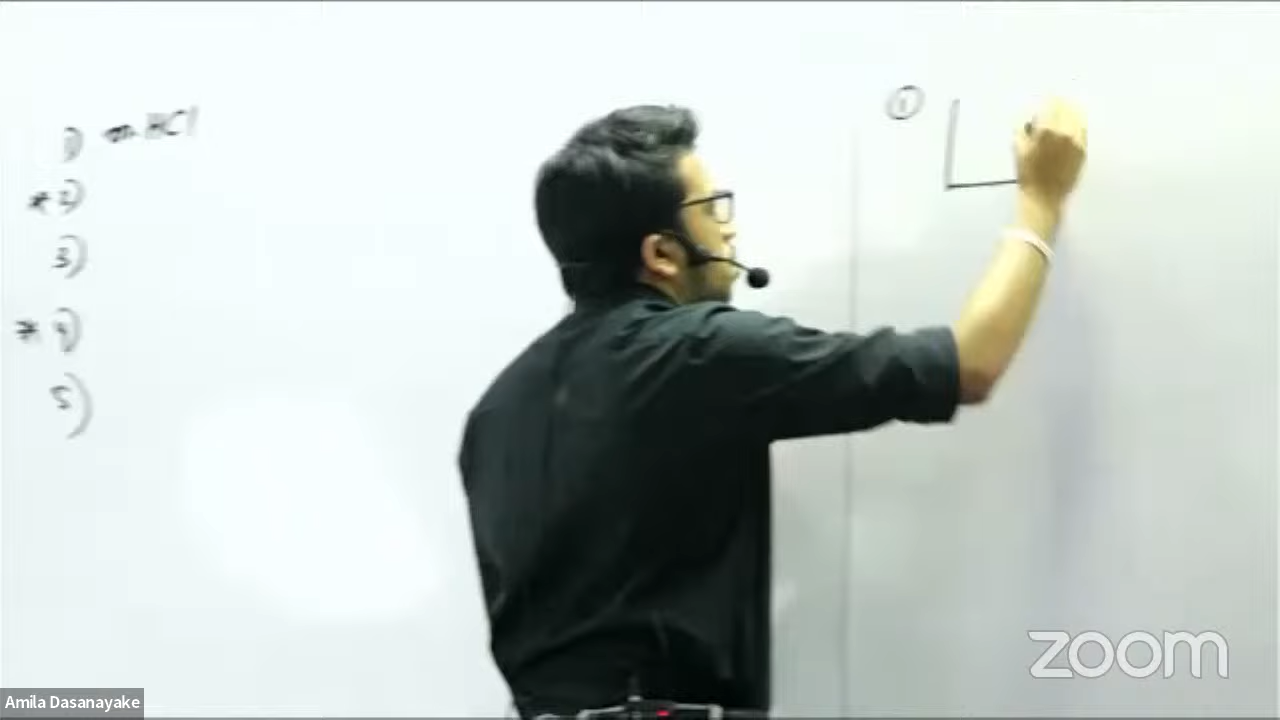 1) HCl
* 2)
3)
* 4)
5)
①
zoom
Amila Dasanayake